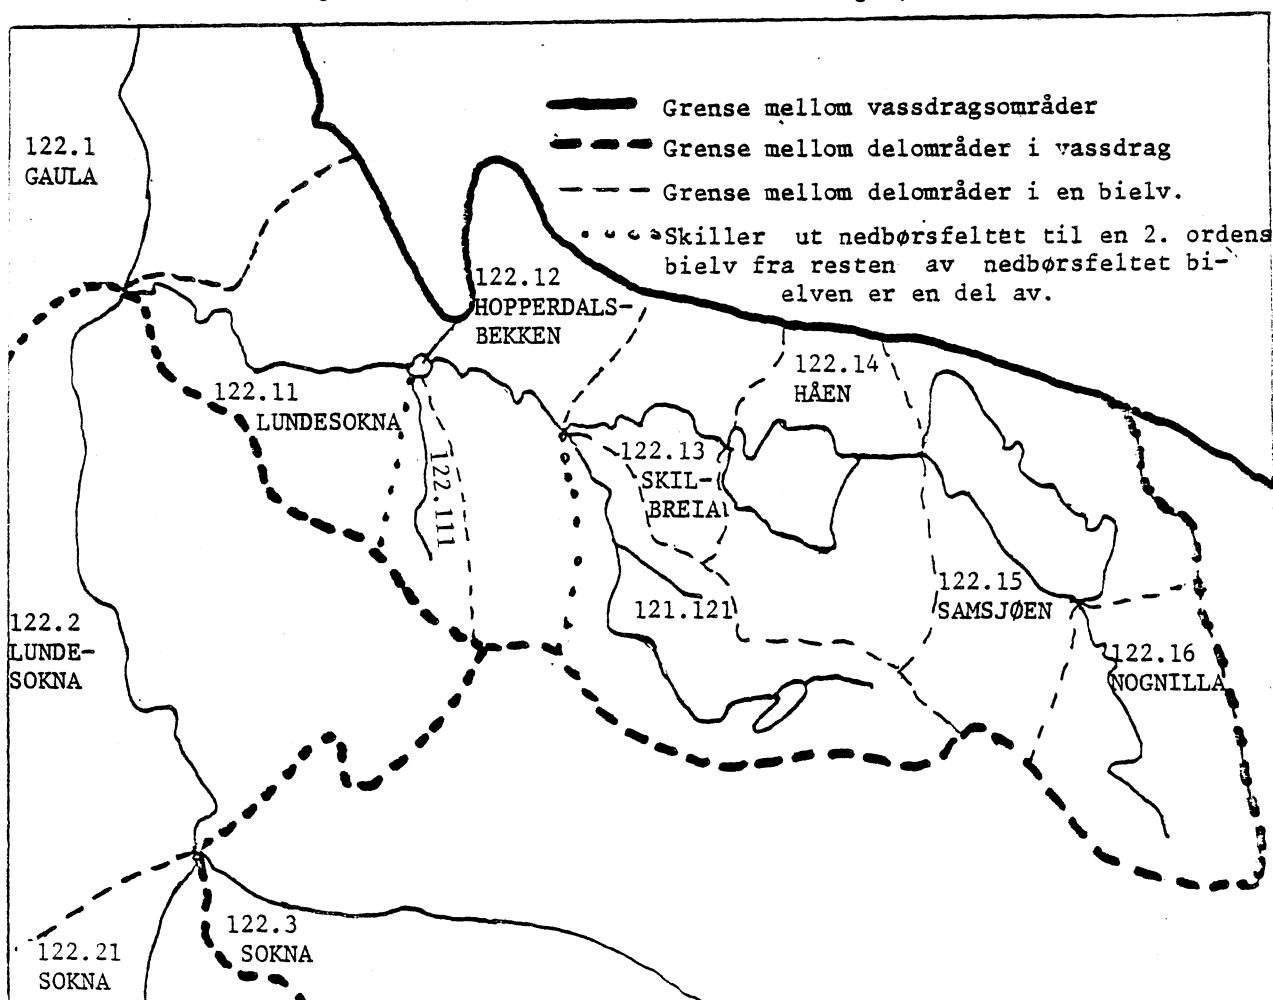 Grense mellom vassdragsområder
Grense mellom delområder i vassdrag
Grense mellom delområder i en bielv.
Skiller ut nedbørsfeltet til en 2. ordens
bielv fra resten av nedbørsfeltet bi-
elven er en del av.
122.1
GAULA
122.12
HOPPERDALS-
BEKKEN
122.14
HÅEN
122.11
LUNDESOKNA
122.13
SKIL-
BREIA
122.111
122.15
SAMSJØEN
121.121
122.2
LUNDE-
SOKNA
122.16
NOGNILLA
122.3
SOKNA
122.21
SOKNA